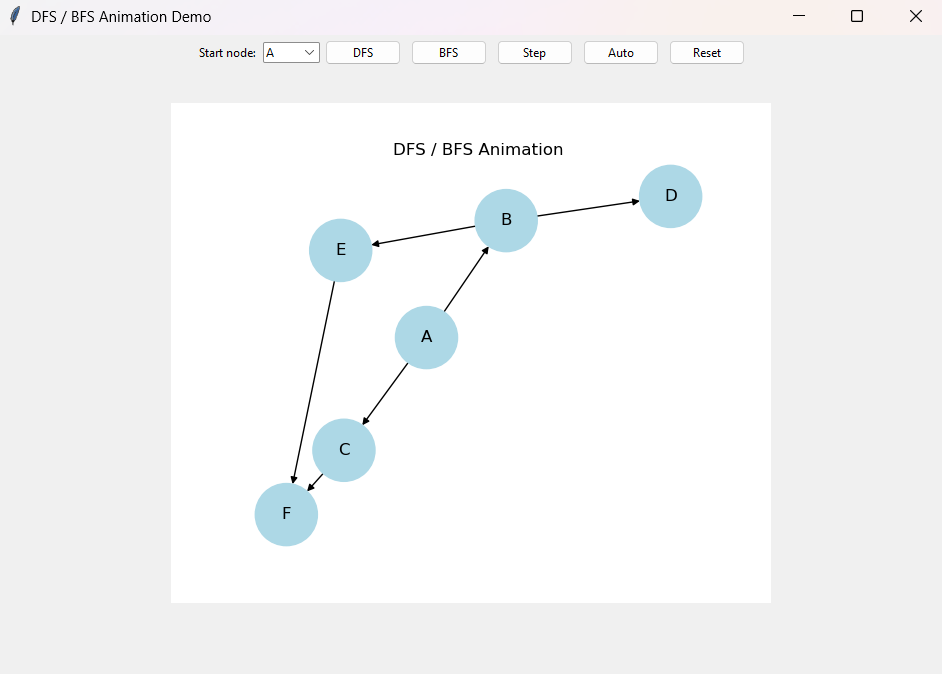 DFS / BFS Animation Demo
Start node: A DFS BFS Step Auto Reset
DFS / BFS Animation
D
B
E
A
C
F